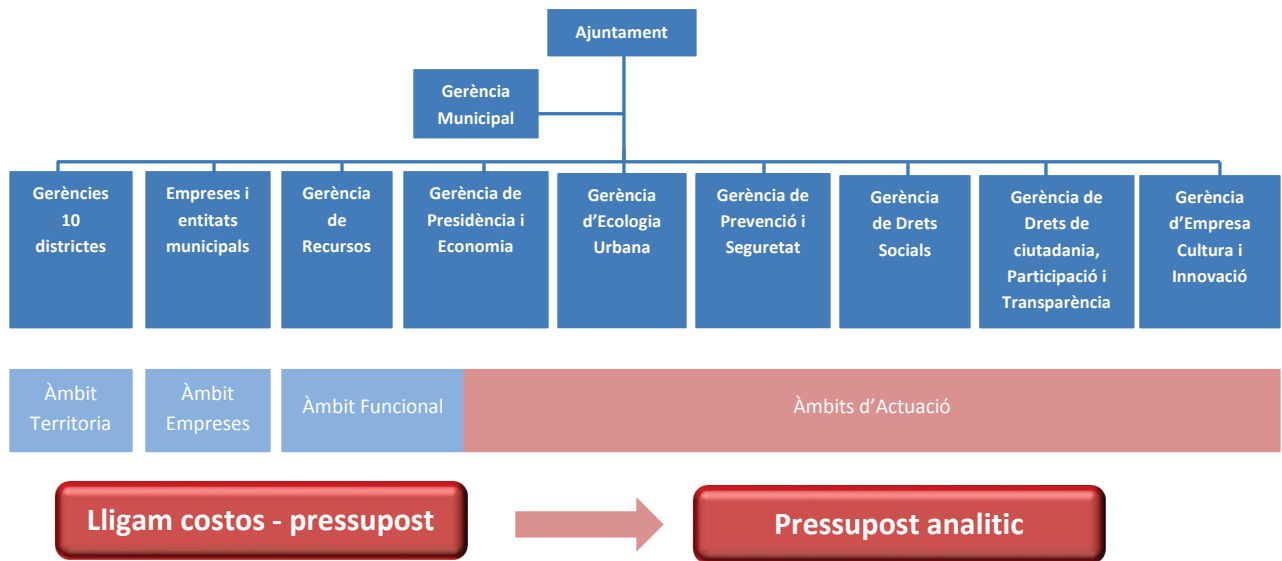 Ajuntament
Gerència
Municipal
Gerències
10
districtes
Empreses i
entitats
municipals
Gerència
de
Recursos
Gerència de
Presidència i
Economia
Gerència
d’Ecologia
Urbana
Gerència de
Prevenció i
Seguretat
Gerència
de Drets
Socials
Gerència de
Drets de
ciutadania,
Participació i
Transparència
Gerència
d’Empresa
Cultura i
Innovació
Àmbit
Territoria
Àmbit
Empreses
Àmbit Funcional
Àmbits d’Actuació
Lligam costos - pressupost
Pressupost analitic